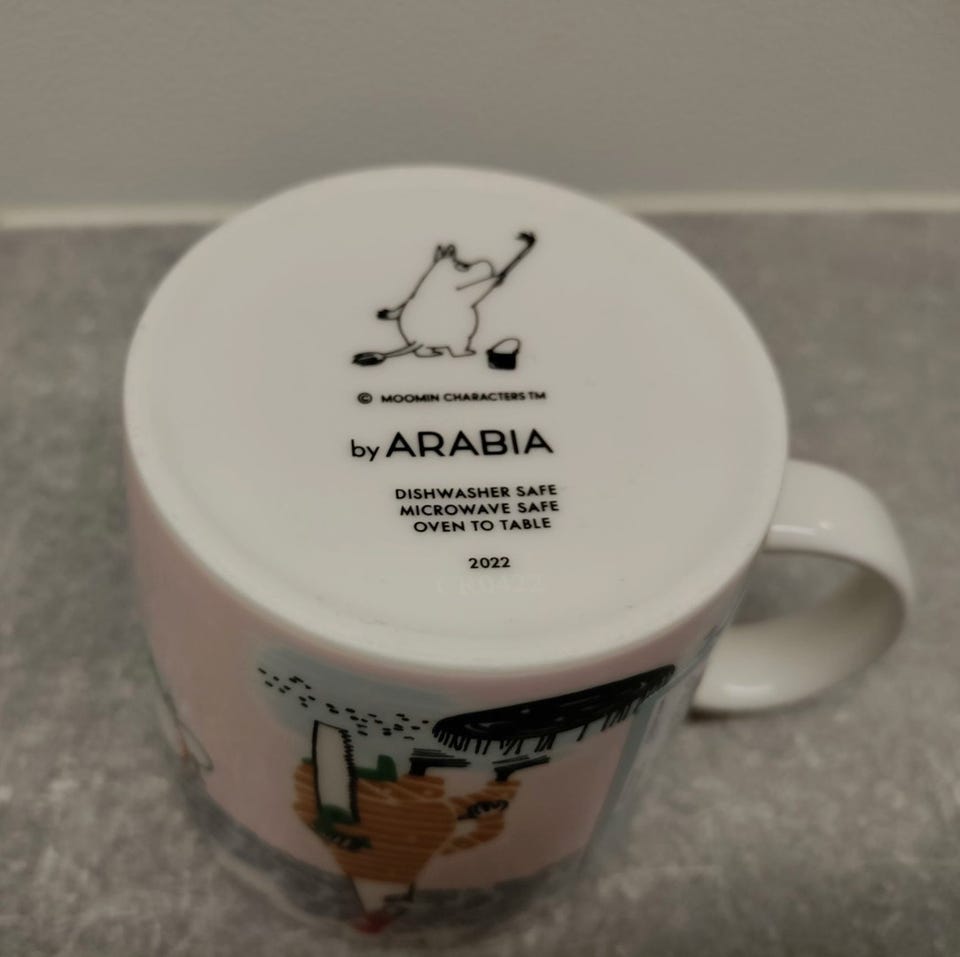 © MOOMIN CHARACTERS TM
by ARABIA
DISHWASHER SAFE
MICROWAVE SAFE
OVEN TO TABLE
2022